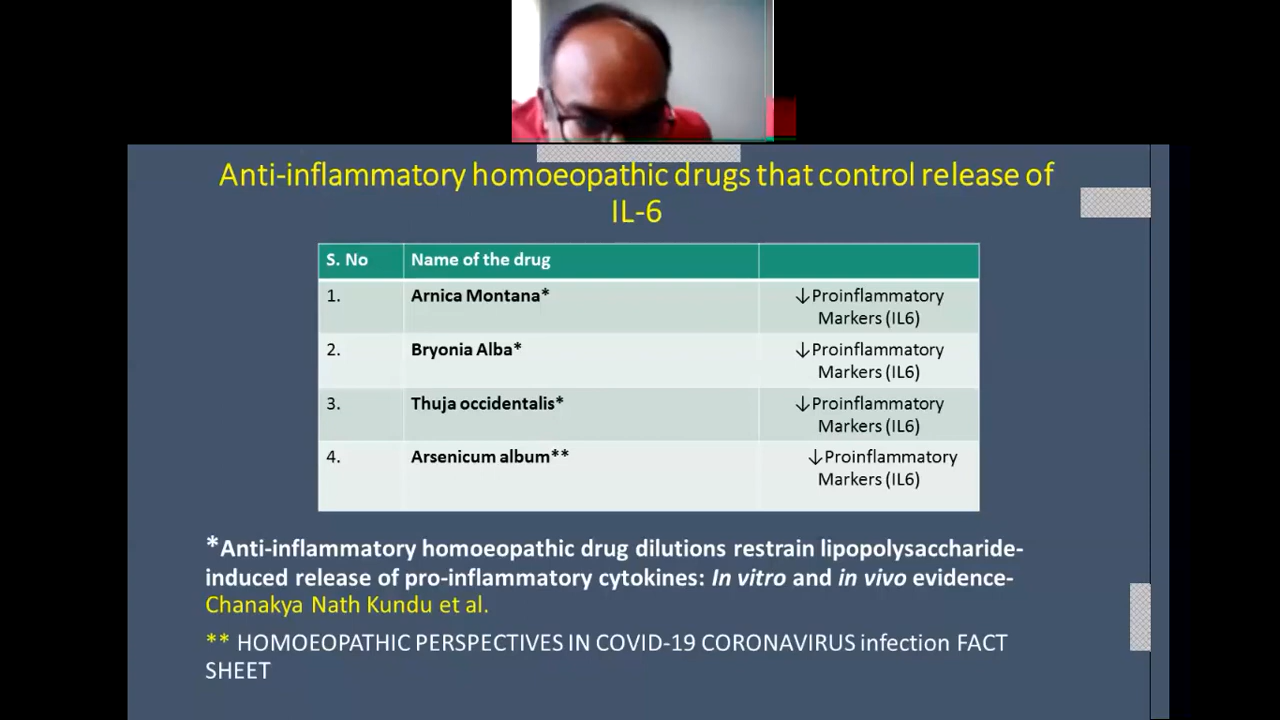 Anti-inflammatory homoeopathic drugs that control release of
IL-6
S. No Name of the drug
1. Arnica Montana* ↓Proinflammatory
Markers (IL6)
2. Bryonia Alba* ↓Proinflammatory
Markers (IL6)
3. Thuja occidentalis* ↓Proinflammatory
Markers (IL6)
4. Arsenicum album** ↓Proinflammatory
Markers (IL6)
*Anti-inflammatory homoeopathic drug dilutions restrain lipopolysaccharide-
induced release of pro-inflammatory cytokines: In vitro and in vivo evidence-
Chanakya Nath Kundu et al.
** HOMOEOPATHIC PERSPECTIVES IN COVID-19 CORONAVIRUS infection FACT
SHEET